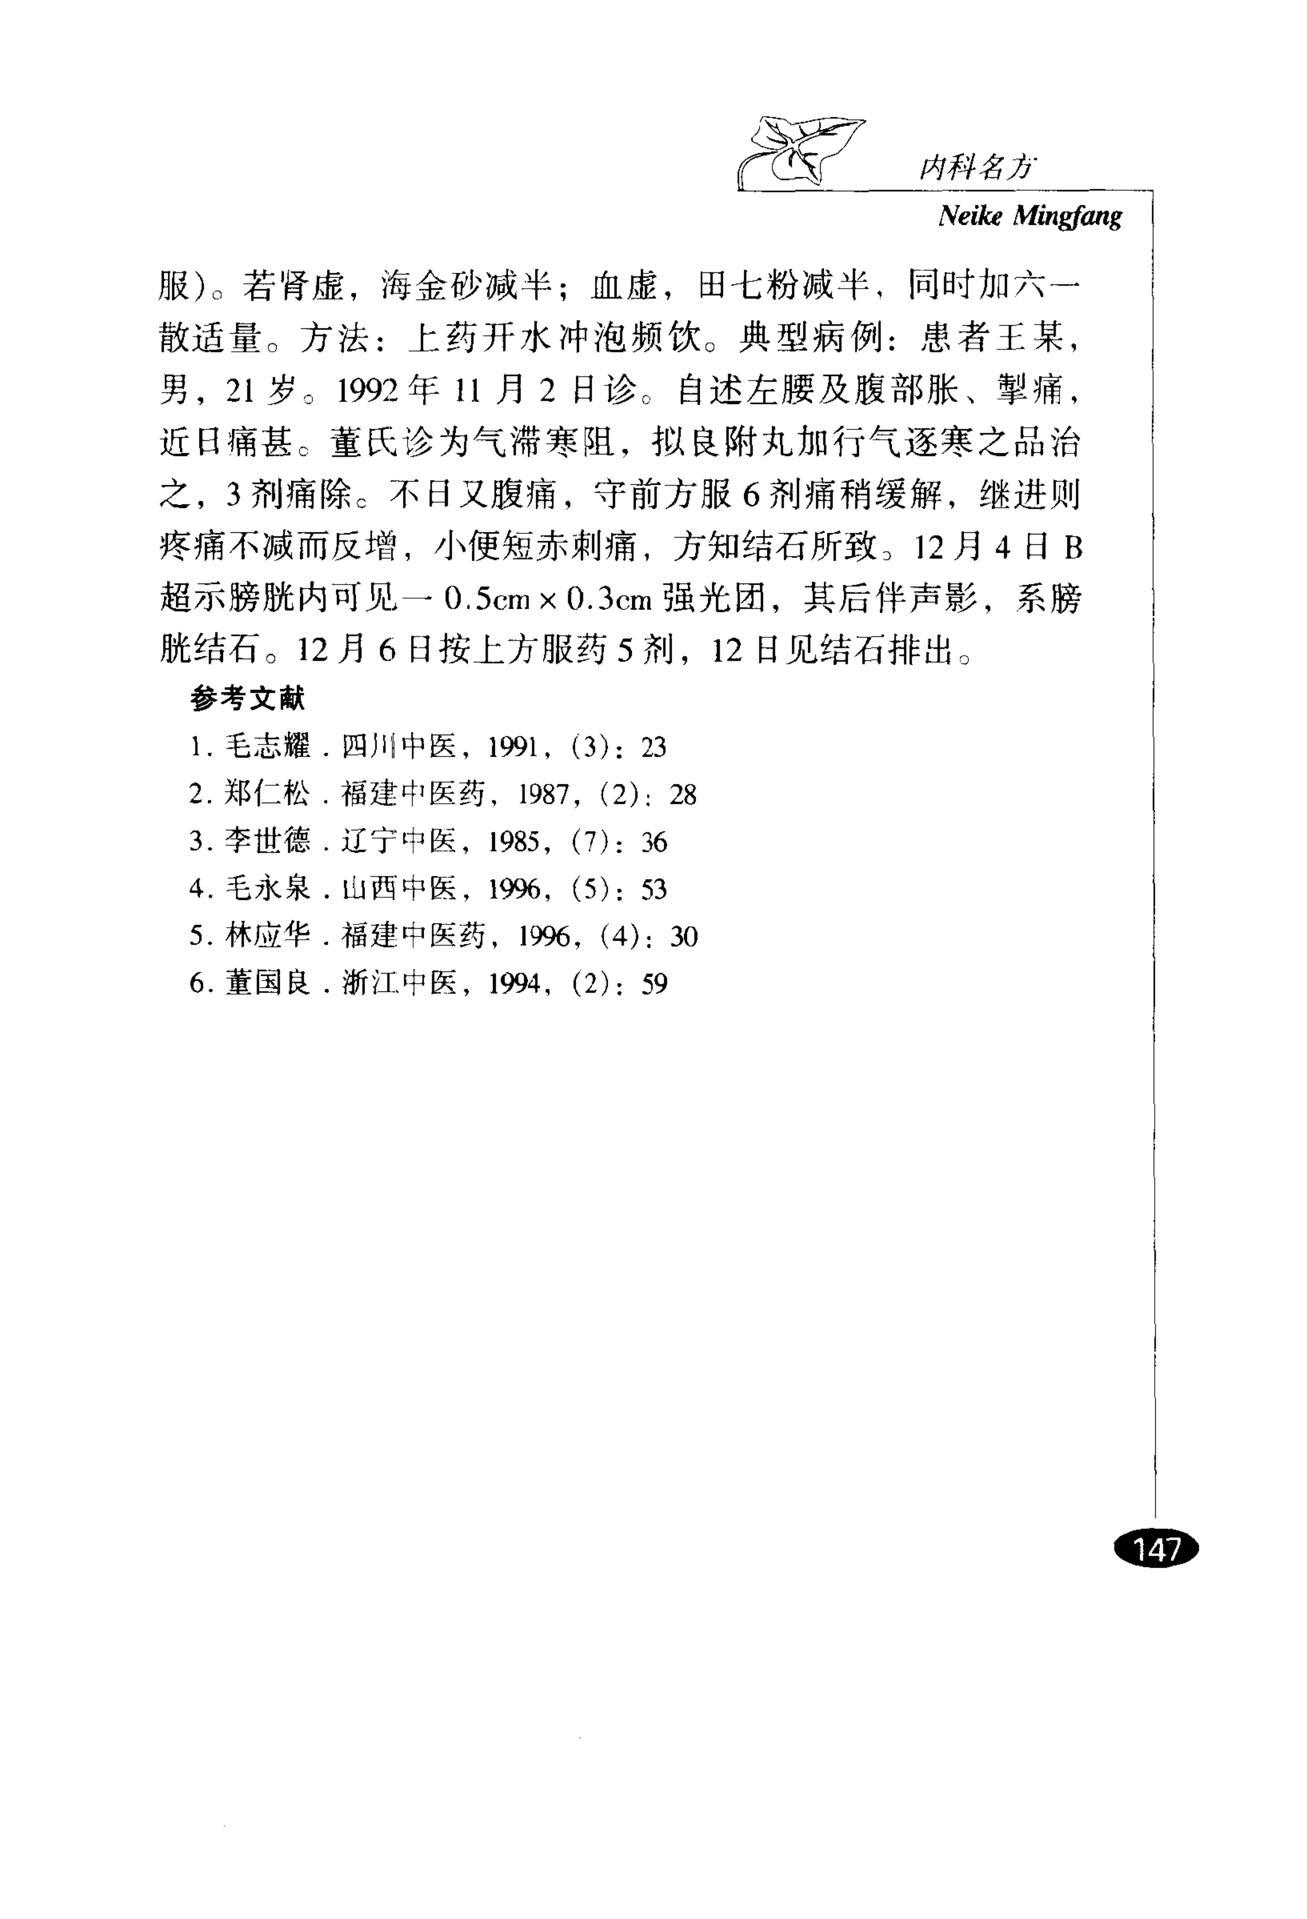 内科名方
Neike Mingfang
服)。若肾虚，海金砂减半；血虚，田七粉减半，同时加六一
散适量。方法：上药开水冲泡频饮。典型病例：患者王某，
男，21岁。1992年11月2日诊。自述左腰及腹部胀、掣痛，
近日痛甚。董氏诊为气滞寒阻，拟良附丸加行气逐寒之品治
之，3剂痛除。不日又腹痛，守前方服6剂痛稍缓解，继进则
疼痛不减而反增，小便短赤刺痛，方知结石所致。12月4日B
超示膀胱内可见一0.5cm×0.3cm强光团，其后伴声影，系膀
胱结石。12月6日按上方服药5剂，12日见结石排出。
参考文献
1. 毛志耀．四川中医，1991，(3)：23
2. 郑仁松．福建中医药，1987，(2)：28
3. 李世德．辽宁中医，1985，(7)：36
4. 毛永泉．山西中医，1996，(5)：53
5. 林应华．福建中医药，1996，(4)：30
6. 董国良．浙江中医，1994，(2)：59
147